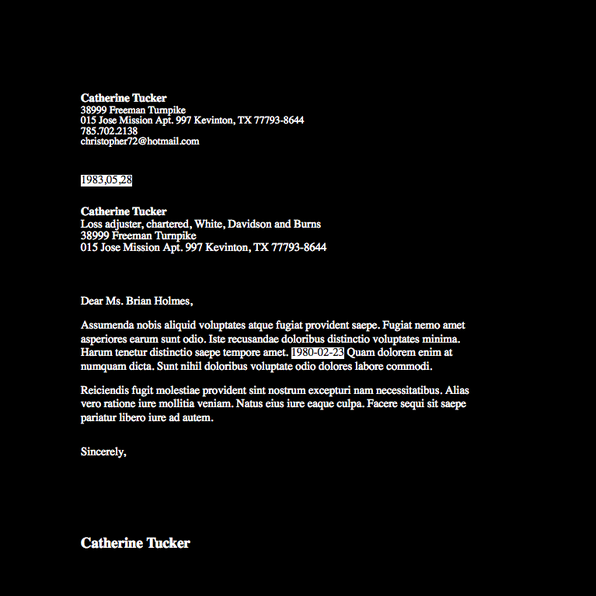 Catherine Tucker
38999 Freeman Turnpike
015 Jose Mission Apt. 997 Kevinton, TX 77793-8644
785.702.2138
christopher72@hotmail.com
1983,05,28
Catherine Tucker
Loss adjuster, chartered, White, Davidson and Burns
38999 Freeman Turnpike
015 Jose Mission Apt. 997 Kevinton, TX 77793-8644
Dear Ms. Brian Holmes,
Assumenda nobis aliquid voluptates atque fugiat provident saepe. Fugiat nemo amet
asperiores earum sunt odio. Iste recusandae doloribus distinctio voluptates minima.
Harum tenetur distinctio saepe tempore amet. 1980-02-23 Quam dolorem enim at
numquam dicta. Sunt nihil doloribus voluptate odio dolores labore commodi.
Reiciendis fugit molestiae provident sint nostrum excepturi nam necessitatibus. Alias
vero ratione iure mollitia veniam. Natus eius iure eaque culpa. Facere sequi sit saepe
pariatur libero iure ad autem.
Sincerely,
Catherine Tucker